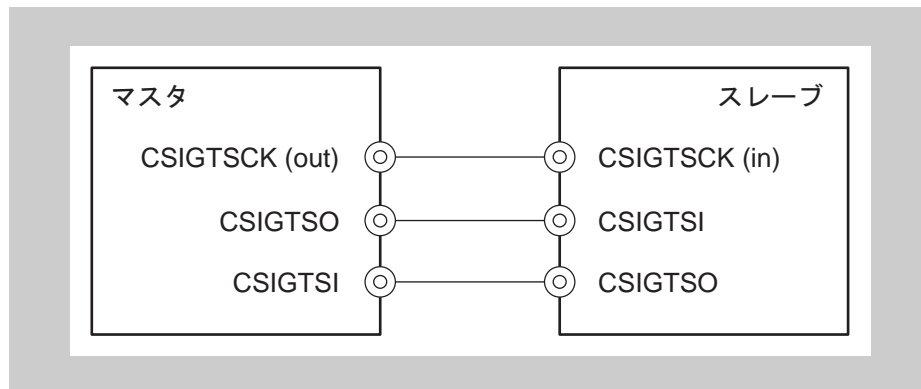 マスタ
スレーブ
CSIGTSCK (out)
CSIGTSCK (in)
CSIGTSO
CSIGTSI
CSIGTSI
CSIGTSO